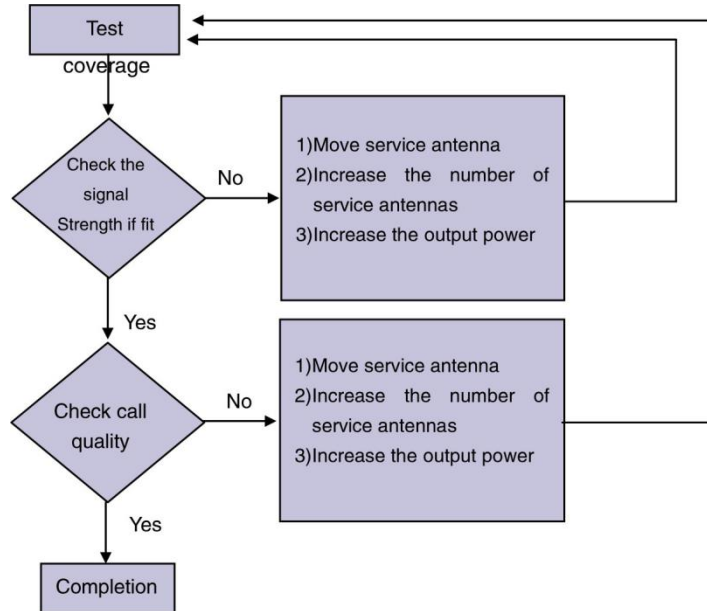 Test
coverage
Check the
signal
Strength if fit
No
1)Move service antenna
2)Increase the number of
service antennas
3)Increase the output power
Yes
Check call
quality
No
1)Move service antenna
2)Increase the number of
service antennas
3)Increase the output power
Yes
Completion